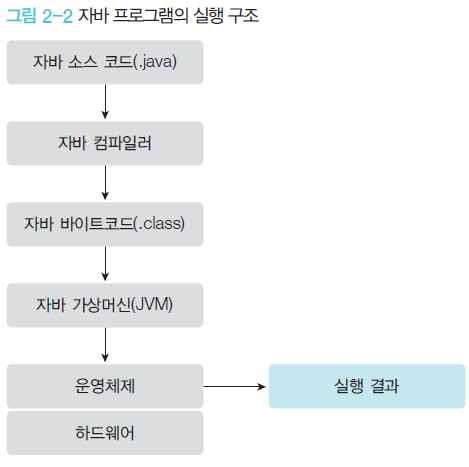 그림 2-2 자바 프로그램의 실행 구조
자바 소스 코드(.java)
자바 컴파일러
자바 바이트코드(.class)
자바 가상머신(JVM)
운영체제
실행 결과
하드웨어